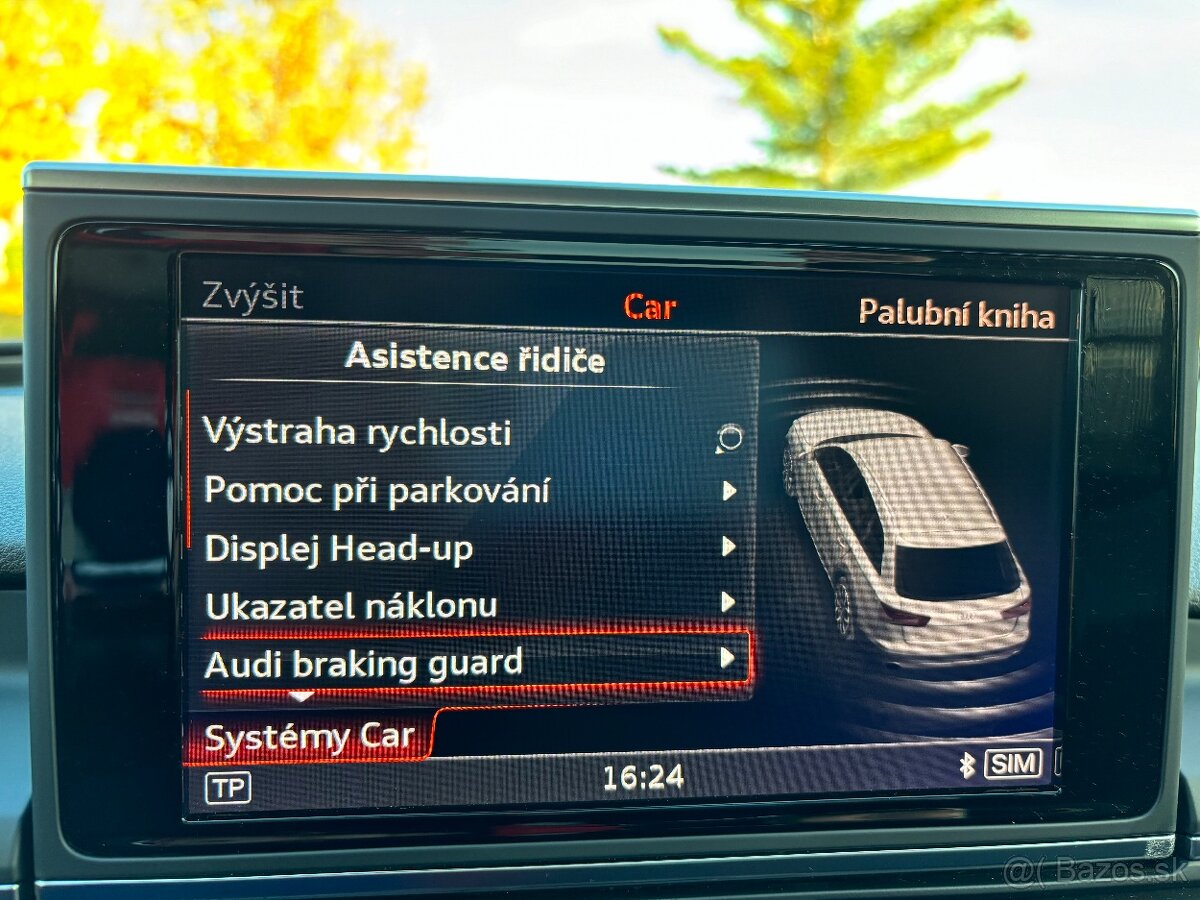 Zvýšit
Car
Palubní kniha
Asistence řidiče
Výstraha rychlosti
Pomoc při parkování
Displej Head-up
Ukazatel náklonu
Audi braking guard
Systémy Car
TP
16:24
SIM
@( Bazos.sk